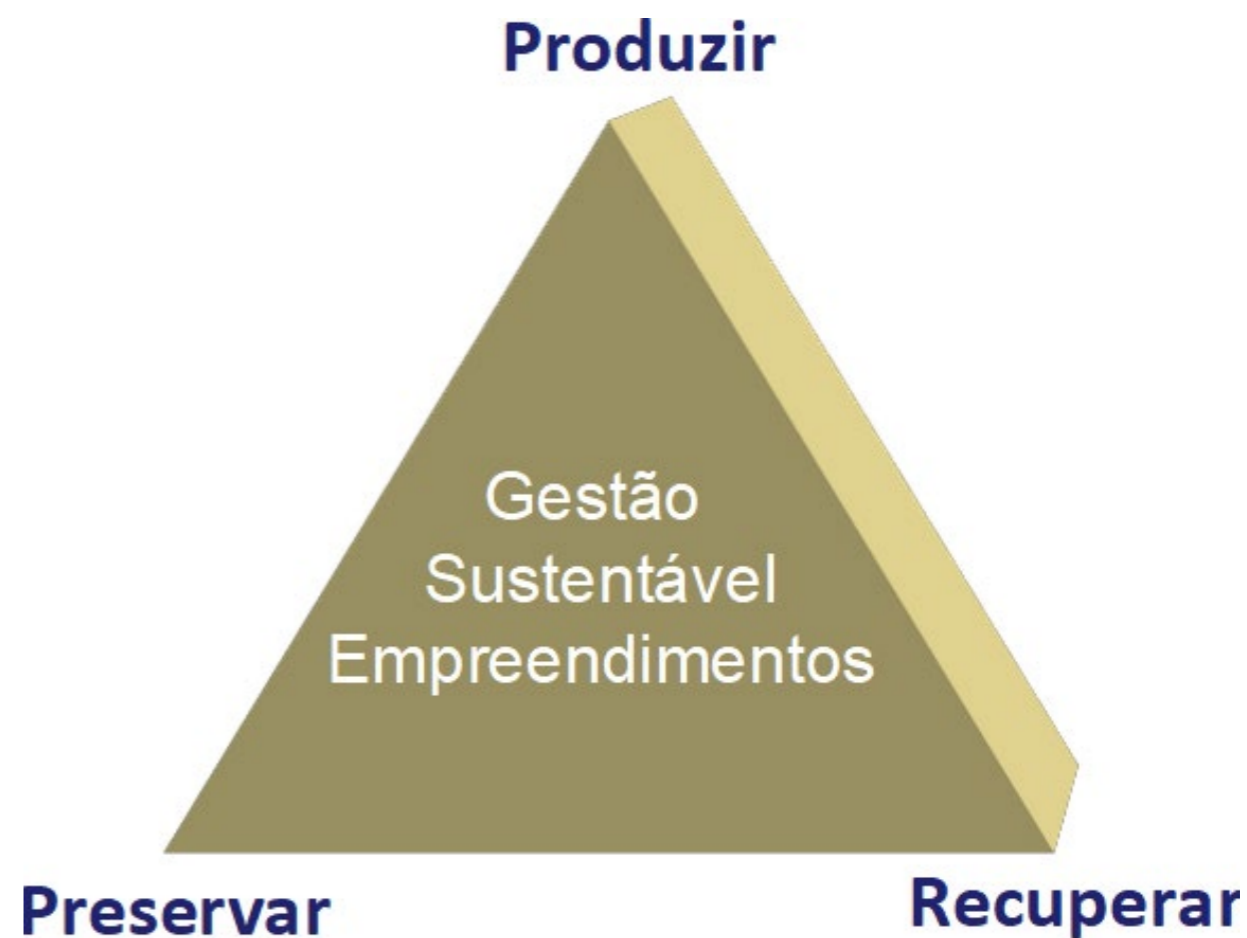 Produzir
Gestão
Sustentável
Empreendimentos
Preservar
Recuperar